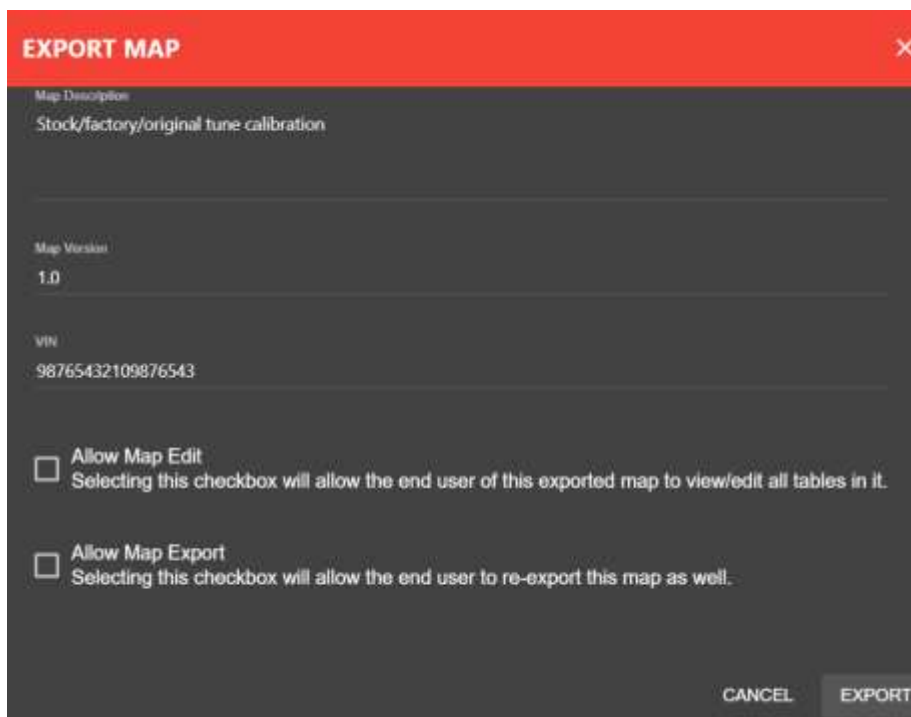 EXPORT MAP
Map Description
Stock/factory/original tune calibration
Map Version
1.0
VIN
98765432109876543
Allow Map Edit
Selecting this checkbox will allow the end user of this exported map to view/edit all tables in it.
Allow Map Export
Selecting this checkbox will allow the end user to re-export this map as well.
CANCEL
EXPORT